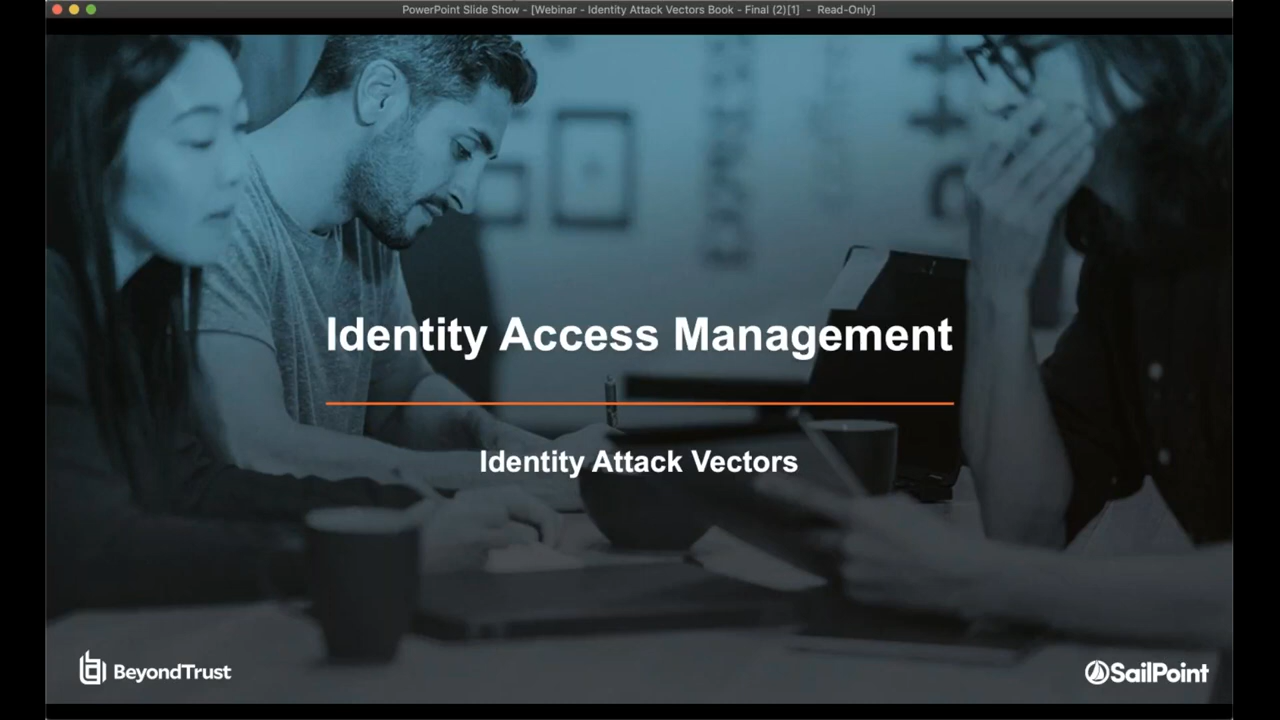 PowerPoint Slide Show - [Webinar - Identity Attack Vectors Book - Final (2)[1] - Read-Only]
Identity Access Management
Identity Attack Vectors
BeyondTrust
SailPoint